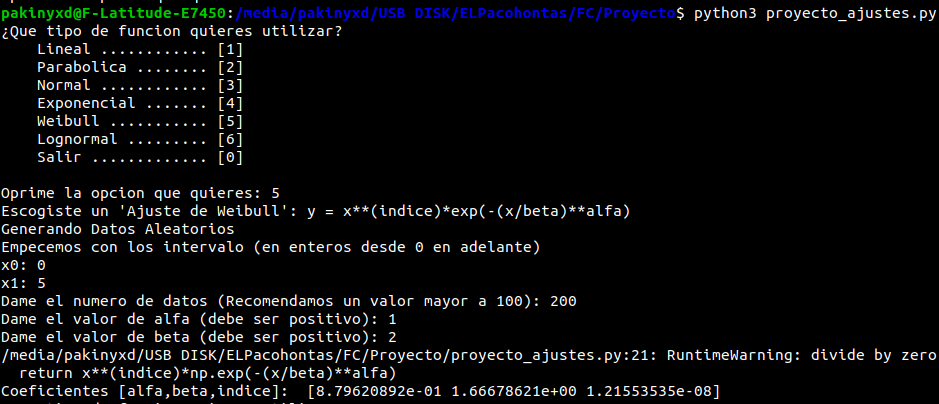 pakinyxd@F-Latitude-E7450:/media/pakinyxd/USB DISK/ELPacohontas/FC/Proyecto$ python3 proyecto_ajustes.py
¿Que tipo de funcion quieres utilizar?
Lineal ............ [1]
Parabolica ........ [2]
Normal ............ [3]
Exponencial ....... [4]
Weibull ........... [5]
Lognormal ......... [6]
Salir ............. [0]
Oprime la opcion que quieres: 5
Escogiste un 'Ajuste de Weibull': y = x**(indice)*exp(-(x/beta)**alfa)
Generando Datos Aleatorios
Empecemos con los intervalo (en enteros desde 0 en adelante)
x0: 0
x1: 5
Dame el numero de datos (Recomendamos un valor mayor a 100): 200
Dame el valor de alfa (debe ser positivo): 1
Dame el valor de beta (debe ser positivo): 2
/media/pakinyxd/USB DISK/ELPacohontas/FC/Proyecto/proyecto_ajustes.py:21: RuntimeWarning: divide by zero
return x**(indice)*np.exp(-(x/beta)**alfa)
Coeficientes [alfa,beta,indice]: [8.79620892e-01 1.66678621e+00 1.21553535e-08]